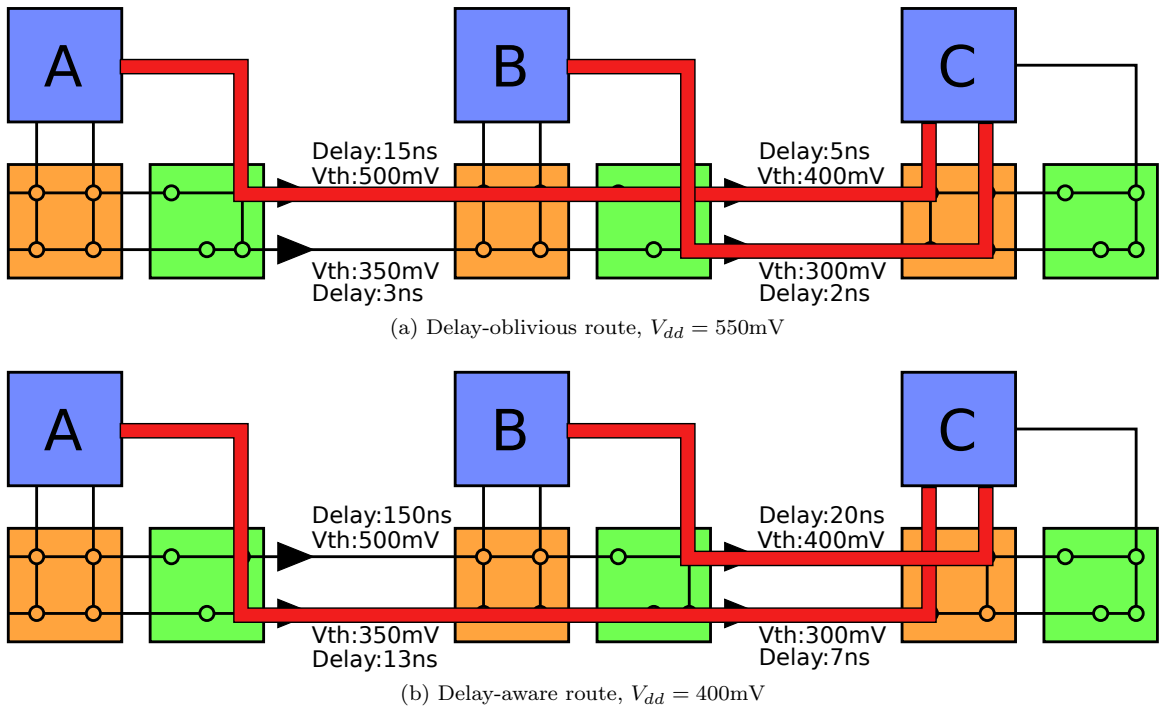 A
B
C
Delay:15ns
Vth:500mV
Delay:5ns
Vth:400mV
Vth:350mV
Delay:3ns
Vth:300mV
Delay:2ns
(a) Delay-oblivious route, V_dd = 550mV
A
B
C
Delay:150ns
Vth:500mV
Delay:20ns
Vth:400mV
Vth:350mV
Delay:13ns
Vth:300mV
Delay:7ns
(b) Delay-aware route, V_dd = 400mV